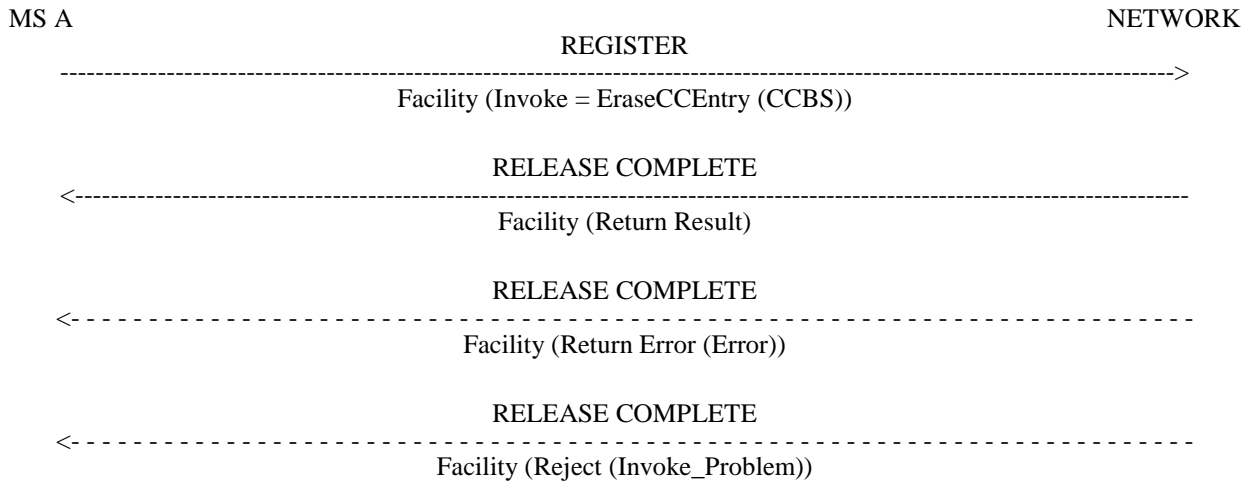 MS A NETWORK
REGISTER
------------------------------------------------------------------------------------------------------------------------------>
Facility (Invoke = EraseCCEntry (CCBS))
RELEASE COMPLETE
<------------------------------------------------------------------------------------------------------------------------------
Facility (Return Result)
RELEASE COMPLETE
<- - - - - - - - - - - - - - - - - - - - - - - - - - - - - - - - - - - - - - - - - - - - - - - - - - - - - - - - - - - - - - -
Facility (Return Error (Error))
RELEASE COMPLETE
<- - - - - - - - - - - - - - - - - - - - - - - - - - - - - - - - - - - - - - - - - - - - - - - - - - - - - - - - - - - - - - -
Facility (Reject (Invoke_Problem))